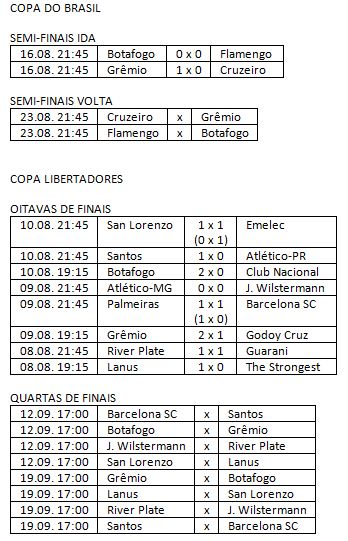 COPA DO BRASIL
SEMI-FINAIS IDA
16.08. 21:45 Botafogo 0 x 0 Flamengo
16.08. 21:45 Grêmio 1 x 0 Cruzeiro
SEMI-FINAIS VOLTA
23.08. 21:45 Cruzeiro x Grêmio
23.08. 21:45 Flamengo x Botafogo
COPA LIBERTADORES
OITAVAS DE FINAIS
10.08. 21:45 San Lorenzo 1 x 1 Emelec
(0 x 1)
10.08. 21:45 Santos 1 x 0 Atlético-PR
10.08. 19:15 Botafogo 2 x 0 Club Nacional
09.08. 21:45 Atlético-MG 0 x 0 J. Wilstermann
09.08. 21:45 Palmeiras 1 x 1 Barcelona SC
(1 x 0)
09.08. 19:15 Grêmio 2 x 1 Godoy Cruz
08.08. 21:45 River Plate 1 x 1 Guarani
08.08. 19:15 Lanus 1 x 0 The Strongest
QUARTAS DE FINAIS
12.09. 17:00 Barcelona SC x Santos
12.09. 17:00 Botafogo x Grêmio
12.09. 17:00 J. Wilstermann x River Plate
12.09. 17:00 San Lorenzo x Lanus
19.09. 17:00 Grêmio x Botafogo
19.09. 17:00 Lanus x San Lorenzo
19.09. 17:00 River Plate x J. Wilstermann
19.09. 17:00 Santos x Barcelona SC